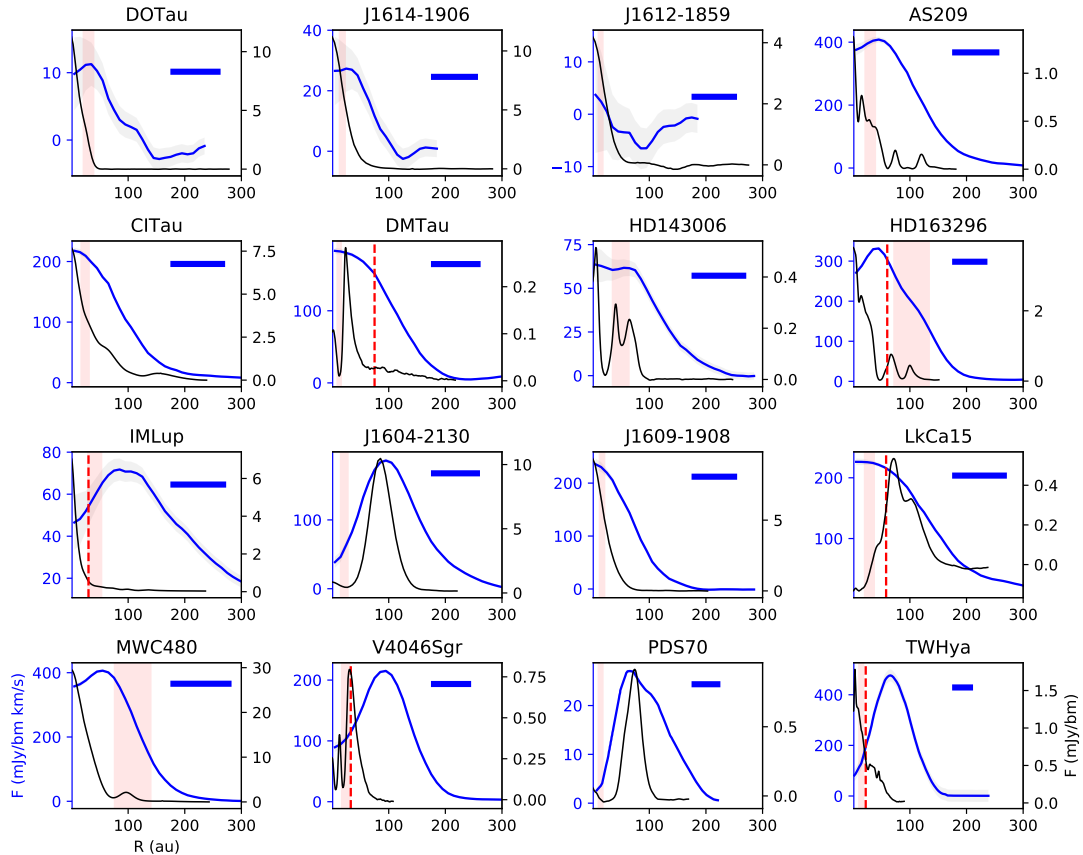 DOTau J1614-1906 J1612-1859 AS209
10 0 10 5 0 100 200 300
40 20 0 10 5 0 100 200 300
10 0 −10 4 2 0 100 200 300
400 200 0 1.0 0.5 0.0 100 200 300
CITau DMTau HD143006 HD163296
200 100 0 7.5 5.0 2.5 0.0 100 200 300
100 0 0.2 0.1 0.0 100 200 300
75 50 25 0 0.4 0.2 0.0 100 200 300
300 200 100 0 2 0 100 200 300
IMLup J1604-2130 J1609-1908 LkCa15
80 60 40 20 6 4 2 0 100 200 300
100 0 10 5 0 100 200 300
200 100 0 5 0 100 200 300
200 100 0.4 0.2 0.0 100 200 300
MWC480 V4046Sgr PDS70 TWHya
F (mJy/bm km/s) 400 200 0 30 20 10 0 100 200 300
R (au)
200 100 0 0.75 0.50 0.25 0.00 100 200 300
20 10 0 0.5 0.0 100 200 300
400 200 0 1.5 1.0 0.5 0.0 100 200 300
F (mJy/bm)